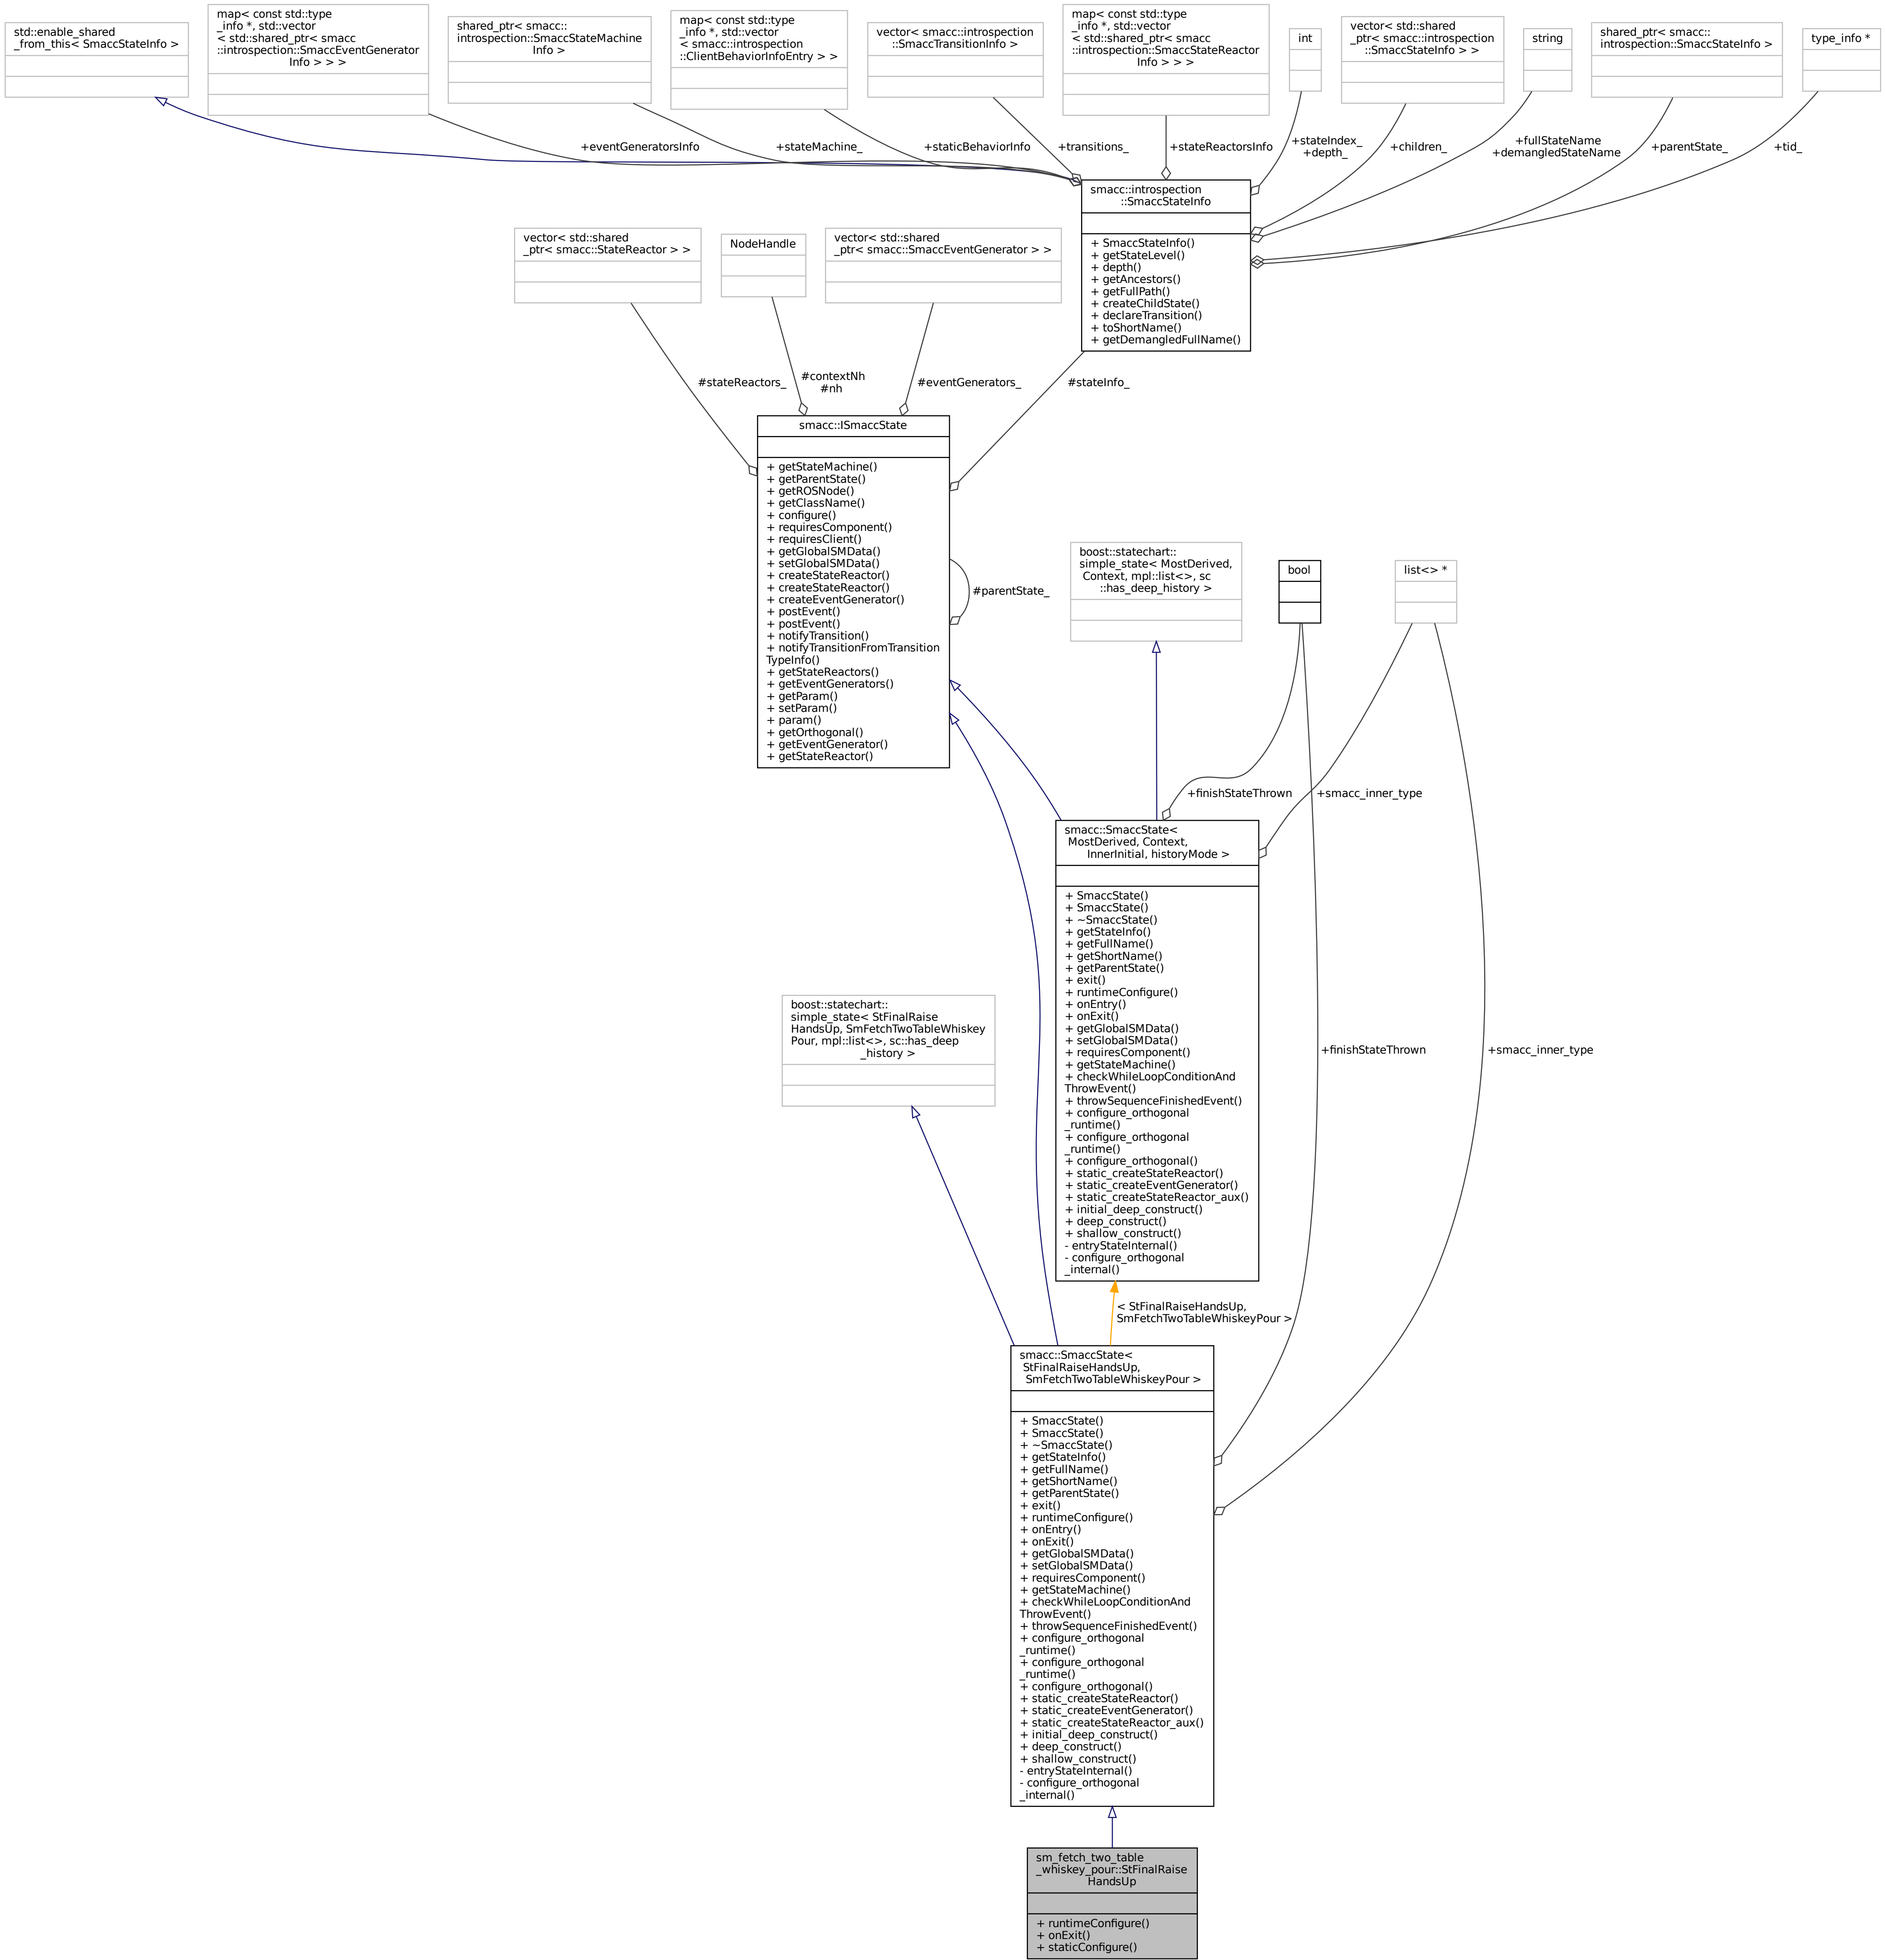 std::enable_shared
_from_this< SmaccStateInfo >
map< const std::type
_info *, std::vector
< std::shared_ptr< smacc
::introspection::SmaccEventGenerator
Info > > >
shared_ptr< smacc::
introspection::SmaccStateMachine
Info >
map< const std::type
_info *, std::vector
< smacc::introspection
::ClientBehaviorInfoEntry > >
vector< smacc::introspection
::SmaccTransitionInfo >
map< const std::type
_info *, std::vector
< std::shared_ptr< smacc
::introspection::SmaccStateReactor
Info > > >
int
vector< std::shared
_ptr< smacc::introspection
::SmaccStateInfo > >
string
shared_ptr< smacc::
introspection::SmaccStateInfo >
type_info *
+eventGeneratorsInfo
+stateMachine_
+staticBehaviorInfo
+transitions_
+stateReactorsInfo
+stateIndex_
+depth_
+children_
+fullStateName
+demangledStateName
+parentState_
+tid_
smacc::introspection
::SmaccStateInfo
+ SmaccStateInfo()
+ getStateLevel()
+ depth()
+ getAncestors()
+ getFullPath()
+ createChildState()
+ declareTransition()
+ toShortName()
+ getDemangledFullName()
vector< std::shared
_ptr< smacc::StateReactor > >
NodeHandle
vector< std::shared
_ptr< smacc::SmaccEventGenerator > >
#stateReactors_
#contextNh
#nh
#eventGenerators_
#stateInfo_
smacc::ISmaccState
+ getStateMachine()
+ getParentState()
+ getROSNode()
+ getClassName()
+ configure()
+ requiresComponent()
+ requiresClient()
+ getGlobalSMData()
+ setGlobalSMData()
+ createStateReactor()
+ createStateReactor()
+ createEventGenerator()
+ postEvent()
+ postEvent()
+ notifyTransition()
+ notifyTransitionFromTransition
TypeInfo()
+ getStateReactors()
+ getEventGenerators()
+ getParam()
+ setParam()
+ param()
+ getOrthogonal()
+ getEventGenerator()
+ getStateReactor()
#parentState_
boost::statechart::
simple_state< MostDerived,
Context, mpl::list<>, sc
::has_deep_history >
bool
list<> *
+finishStateThrown
+smacc_inner_type
smacc::SmaccState<
MostDerived, Context,
InnerInitial, historyMode >
+ SmaccState()
+ SmaccState()
+ ~SmaccState()
+ getStateInfo()
+ getFullName()
+ getShortName()
+ getParentState()
+ exit()
+ runtimeConfigure()
+ onEntry()
+ onExit()
+ getGlobalSMData()
+ setGlobalSMData()
+ requiresComponent()
+ getStateMachine()
+ checkWhileLoopConditionAnd
ThrowEvent()
+ throwSequenceFinishedEvent()
+ configure_orthogonal
_runtime()
+ configure_orthogonal
_runtime()
+ configure_orthogonal()
+ static_createStateReactor()
+ static_createEventGenerator()
+ static_createStateReactor_aux()
+ initial_deep_construct()
+ deep_construct()
+ shallow_construct()
- entryStateInternal()
- configure_orthogonal
_internal()
boost::statechart::
simple_state< StFinalRaise
HandsUp, SmFetchTwoTableWhiskey
Pour, mpl::list<>, sc::has_deep
_history >
+finishStateThrown
+smacc_inner_type
< StFinalRaiseHandsUp,
SmFetchTwoTableWhiskeyPour >
smacc::SmaccState<
StFinalRaiseHandsUp,
SmFetchTwoTableWhiskeyPour >
+ SmaccState()
+ SmaccState()
+ ~SmaccState()
+ getStateInfo()
+ getFullName()
+ getShortName()
+ getParentState()
+ exit()
+ runtimeConfigure()
+ onEntry()
+ onExit()
+ getGlobalSMData()
+ setGlobalSMData()
+ requiresComponent()
+ getStateMachine()
+ checkWhileLoopConditionAnd
ThrowEvent()
+ throwSequenceFinishedEvent()
+ configure_orthogonal
_runtime()
+ configure_orthogonal
_runtime()
+ configure_orthogonal()
+ static_createStateReactor()
+ static_createEventGenerator()
+ static_createStateReactor_aux()
+ initial_deep_construct()
+ deep_construct()
+ shallow_construct()
- entryStateInternal()
- configure_orthogonal
_internal()
sm_fetch_two_table
_whiskey_pour::StFinalRaise
HandsUp
+ runtimeConfigure()
+ onExit()
+ staticConfigure()